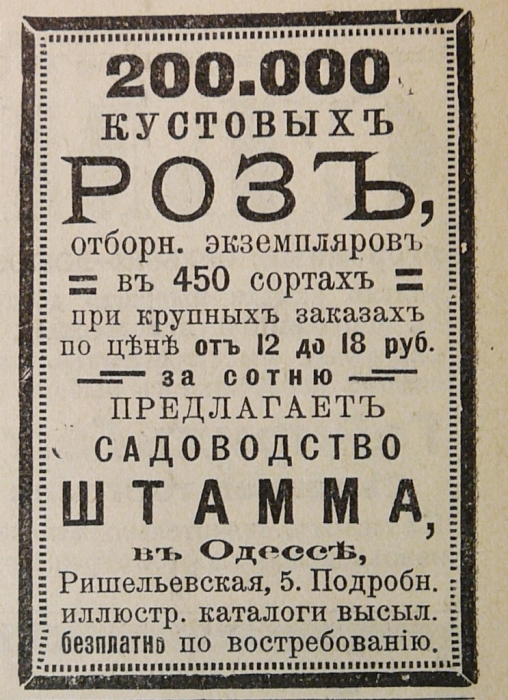 200.000
КУСТОВЫХЪ
РОЗЪ,
отборн. экземпляровъ
въ 450 сортахъ
при крупныхъ заказахъ
по цѣнѣ отъ 12 до 18 руб.
за сотню
ПРЕДЛАГАЕТЪ
САДОВОДСТВО
ШТАММА,
въ Одессѣ,
Ришельевская, 5. Подробн.
иллюстр. каталоги высыл.
безплатно по востребованію.